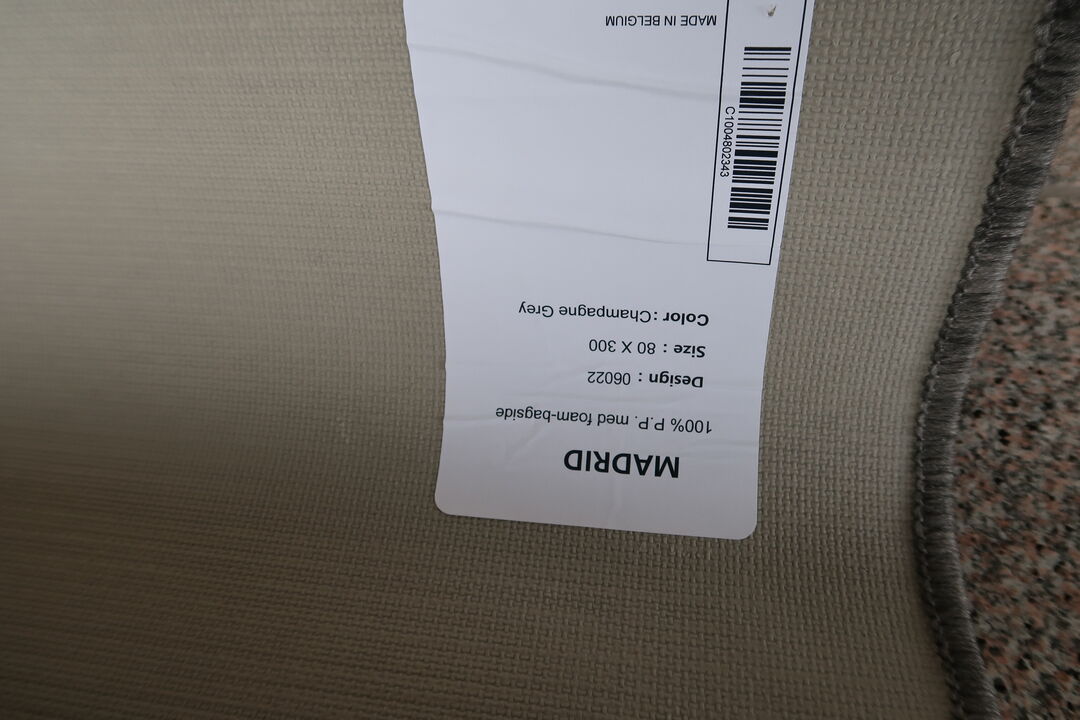 MADRID
100% P.P. med foam-bagside
Design : 06022
Size : 80 X 300
Color : Champagne Grey
C1004802343
MADE IN BELGIUM